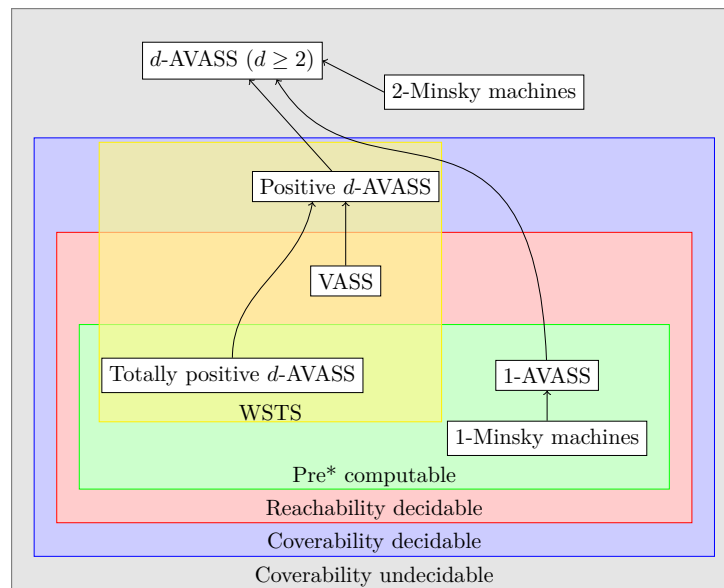 d-AVASS (d ≥ 2)
2-Minsky machines
Positive d-AVASS
VASS
Totally positive d-AVASS
1-AVASS
WSTS
1-Minsky machines
Pre* computable
Reachability decidable
Coverability decidable
Coverability undecidable